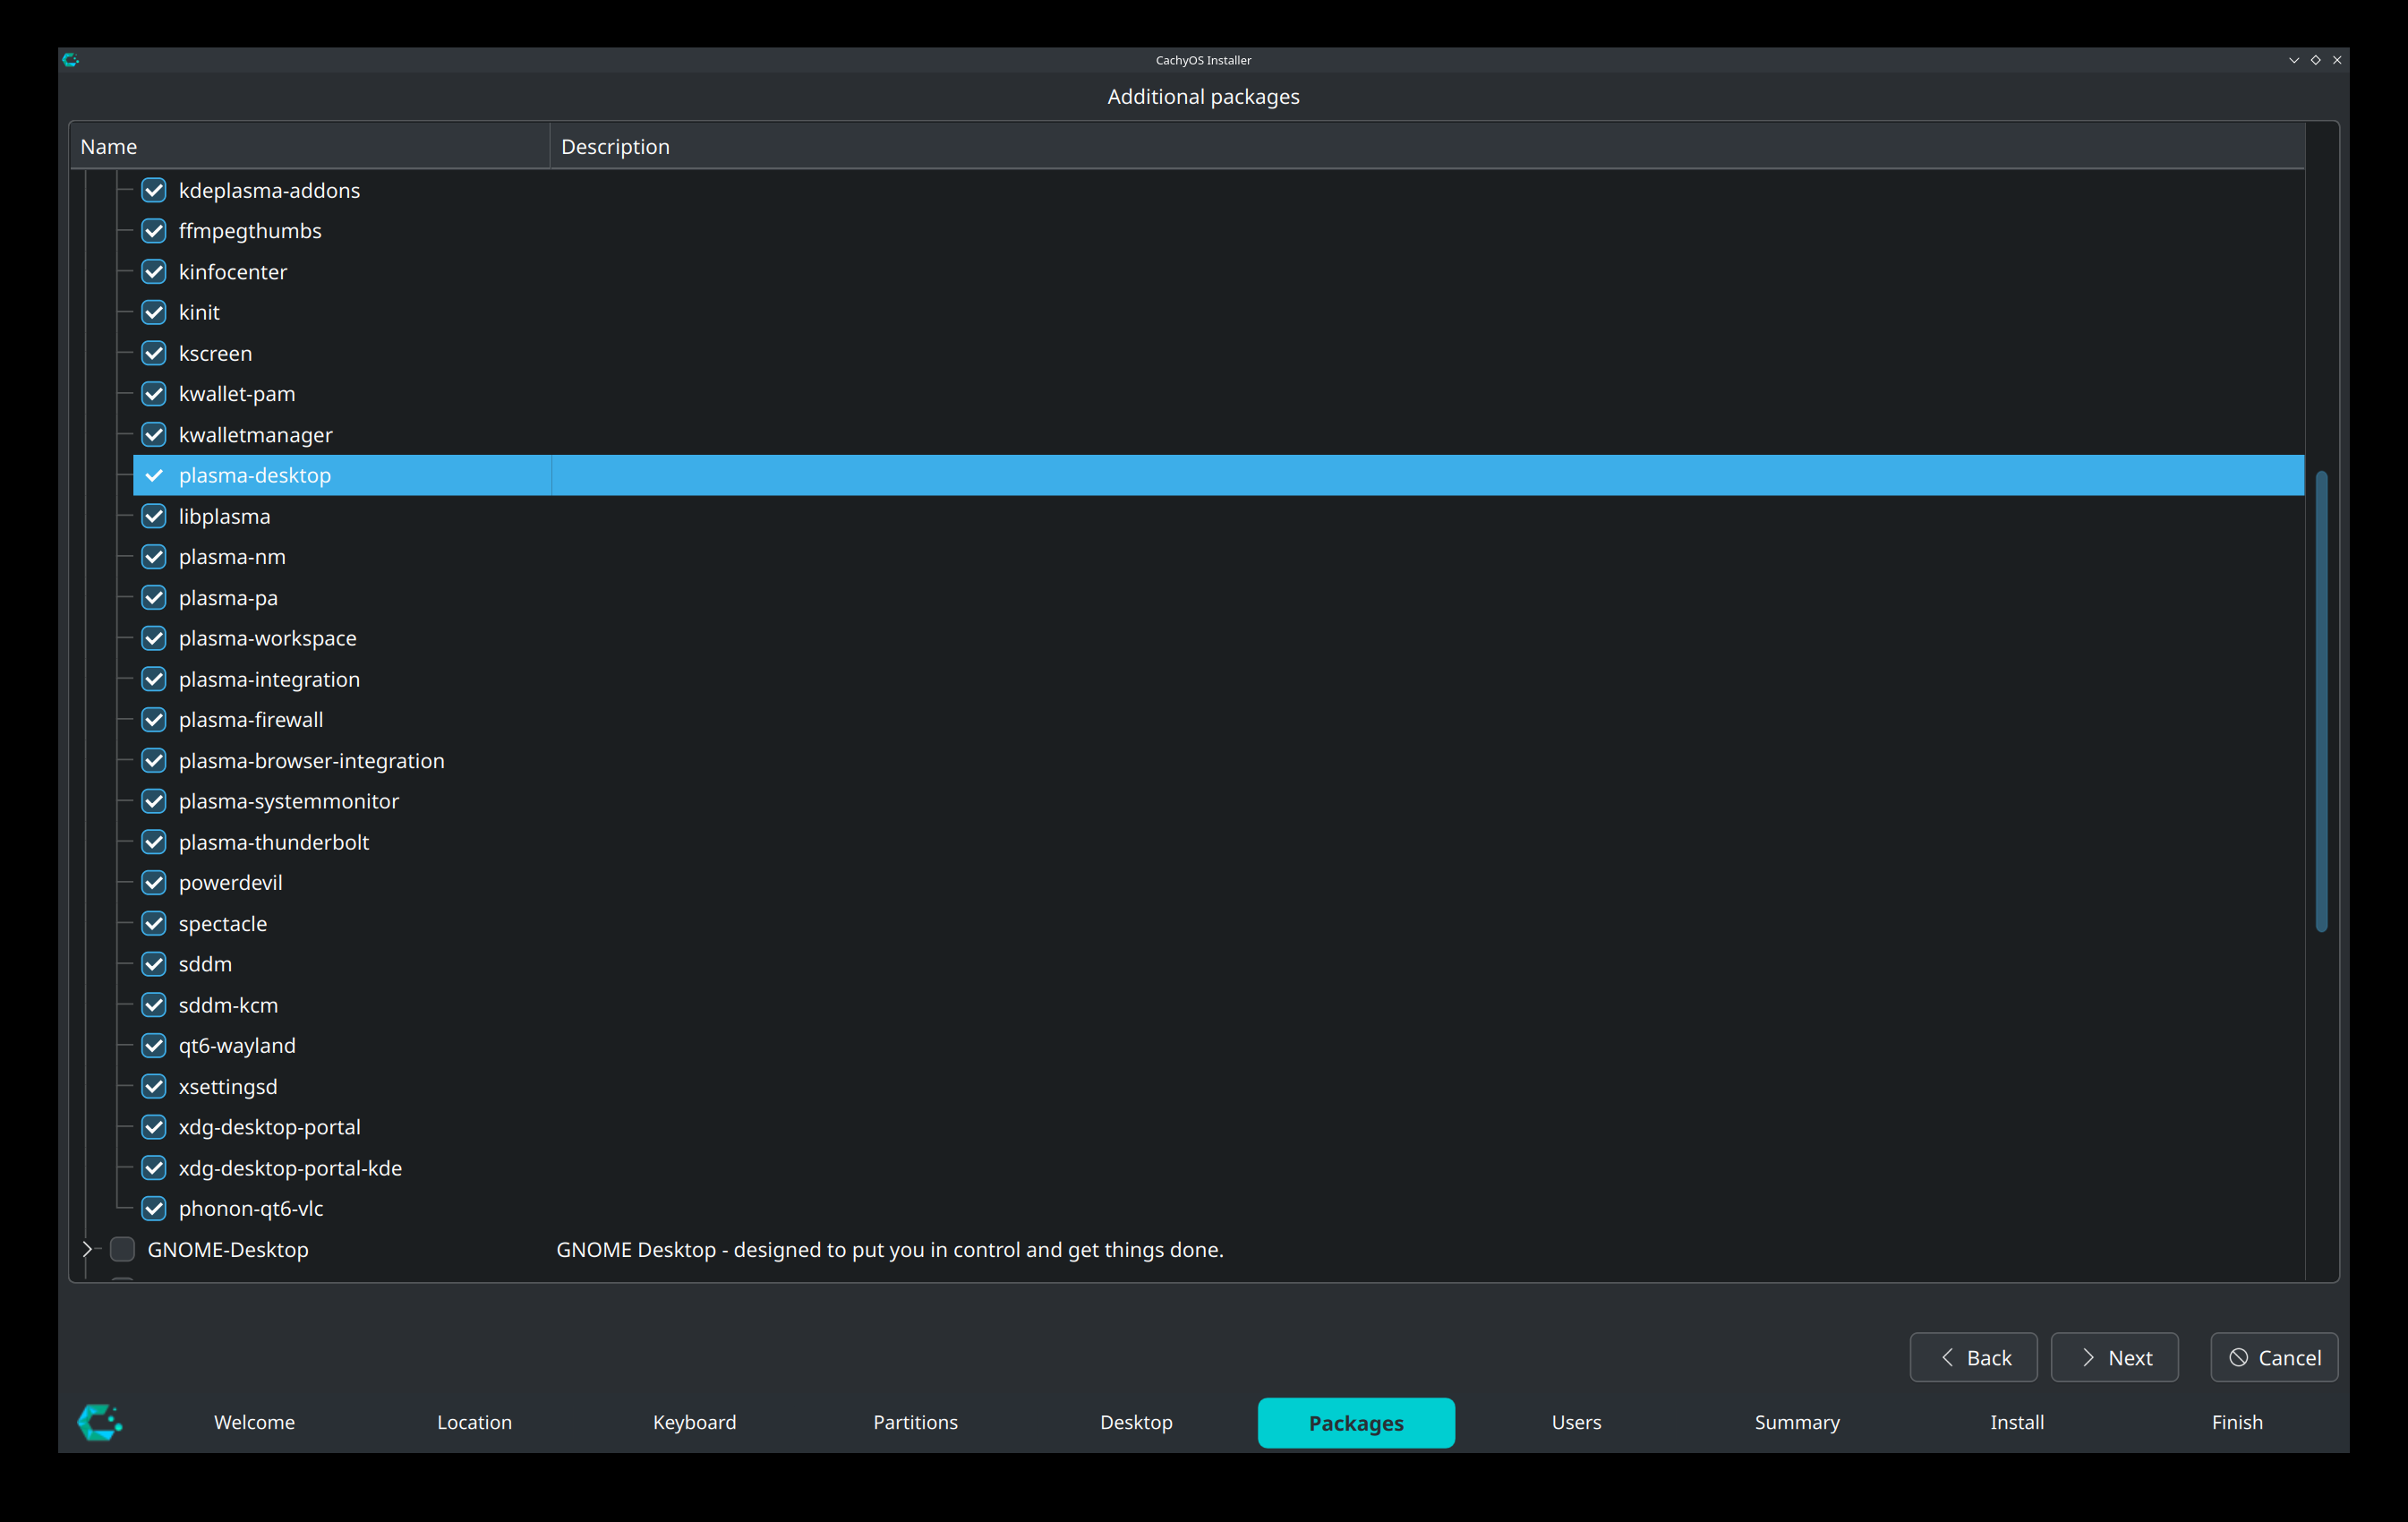 CachyOS Installer
Additional packages
Name Description
kdeplasma-addons
ffmpegthumbs
kinfocenter
kinit
kscreen
kwallet-pam
kwalletmanager
plasma-desktop
libplasma
plasma-nm
plasma-pa
plasma-workspace
plasma-integration
plasma-firewall
plasma-browser-integration
plasma-systemmonitor
plasma-thunderbolt
powerdevil
spectacle
sddm
sddm-kcm
qt6-wayland
xsettingsd
xdg-desktop-portal
xdg-desktop-portal-kde
phonon-qt6-vlc
GNOME-Desktop GNOME Desktop - designed to put you in control and get things done.
Back Next Cancel
Welcome Location Keyboard Partitions Desktop Packages Users Summary Install Finish